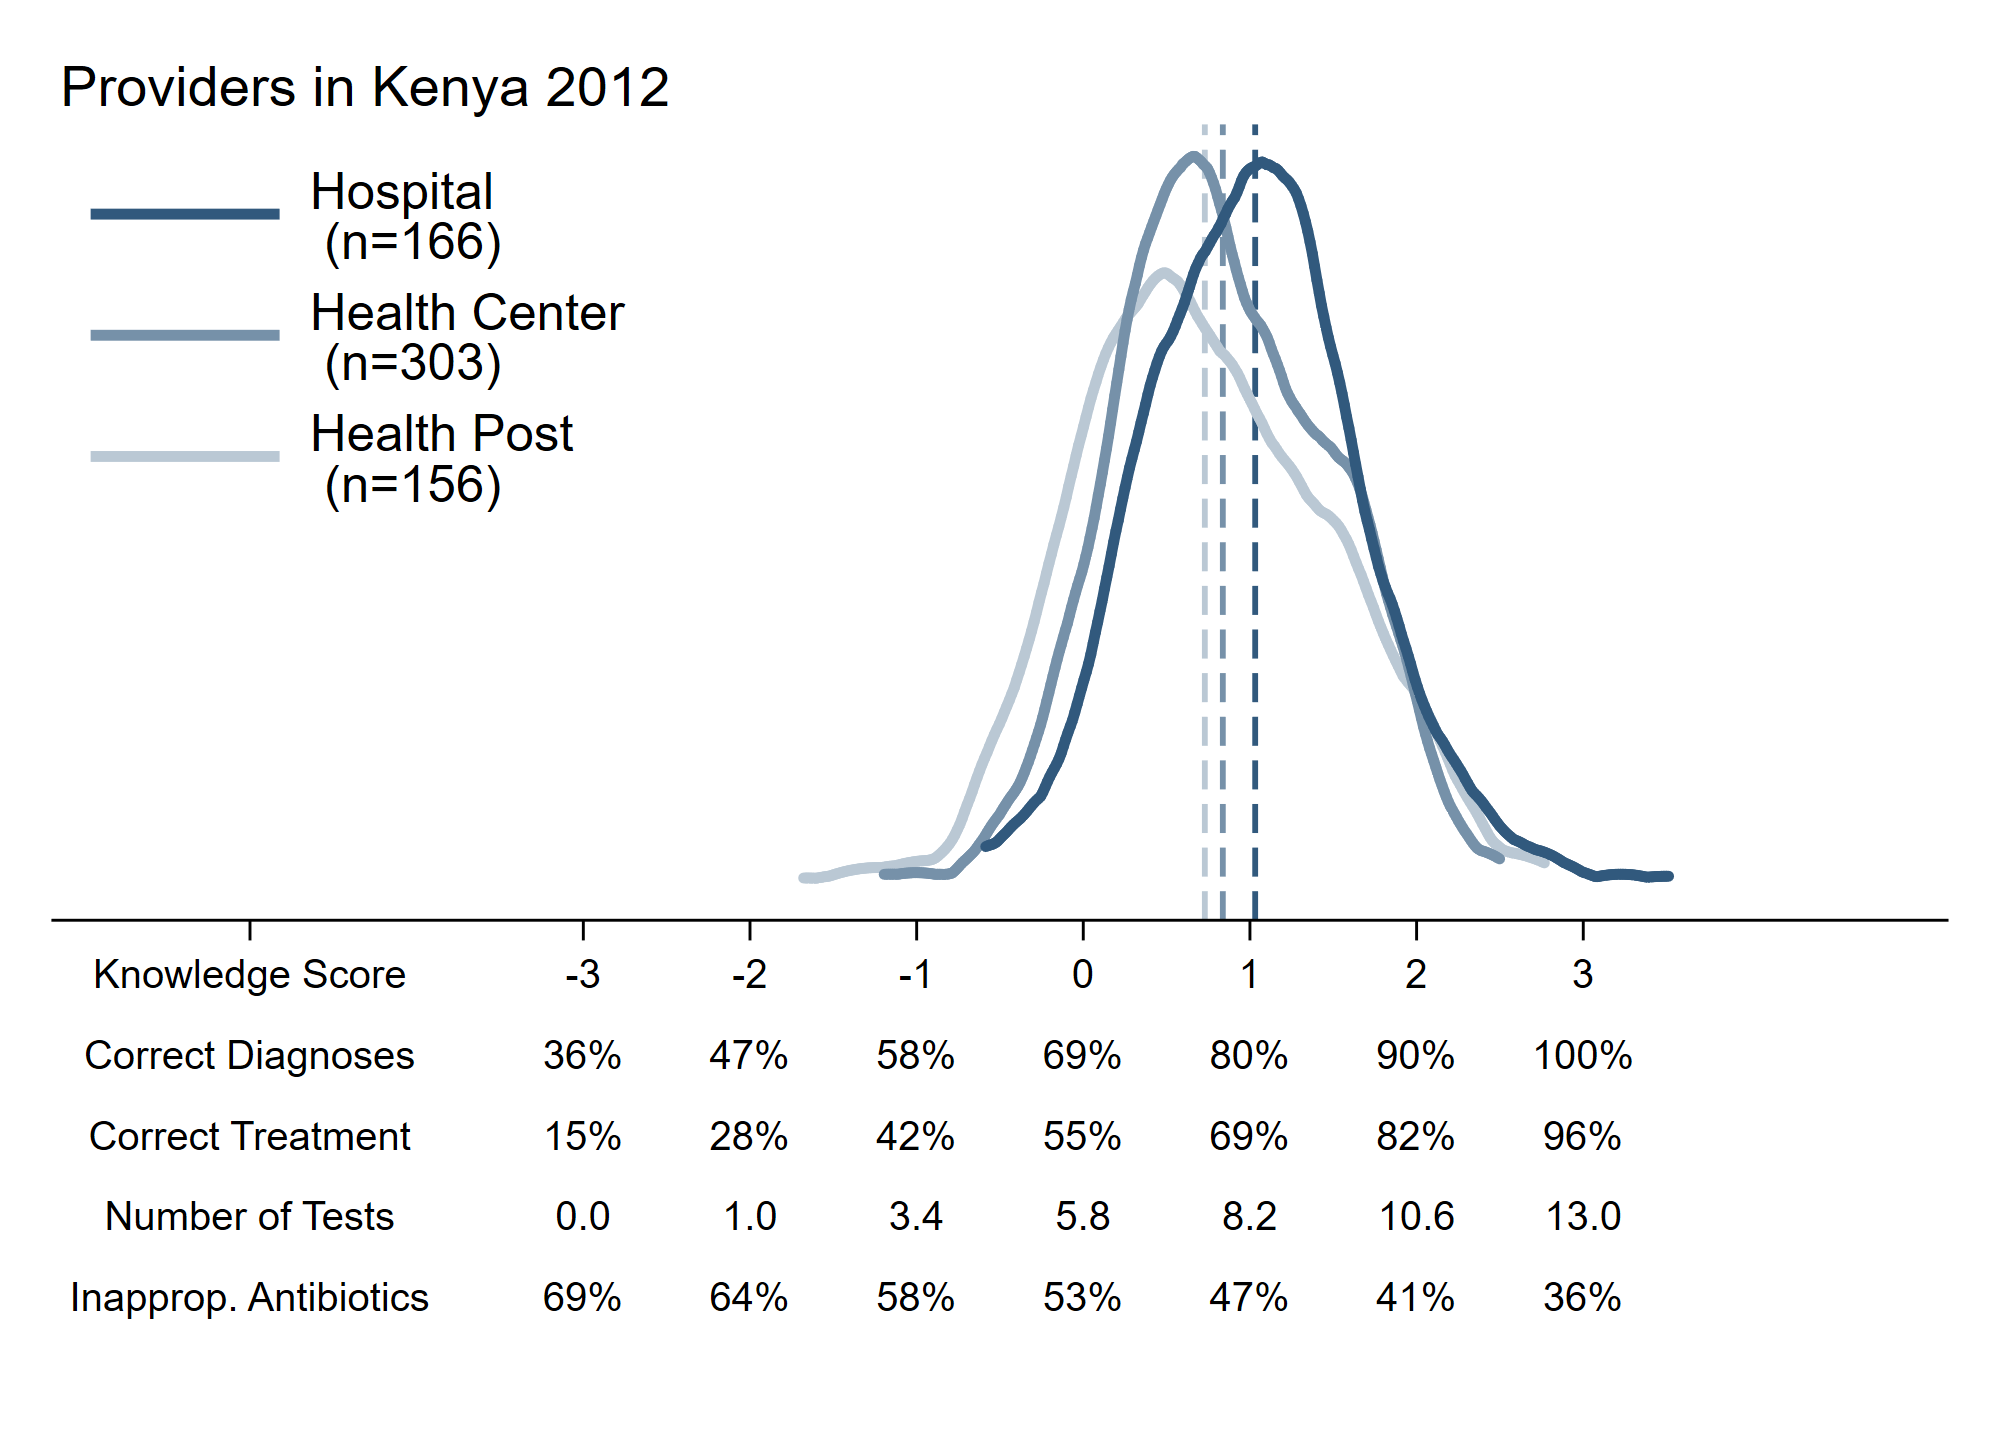 Providers in Kenya 2012
Hospital
(n=166)
Health Center
(n=303)
Health Post
(n=156)
Knowledge Score -3 -2 -1 0 1 2 3
Correct Diagnoses 36% 47% 58% 69% 80% 90% 100%
Correct Treatment 15% 28% 42% 55% 69% 82% 96%
Number of Tests 0.0 1.0 3.4 5.8 8.2 10.6 13.0
Inapprop. Antibiotics 69% 64% 58% 53% 47% 41% 36%